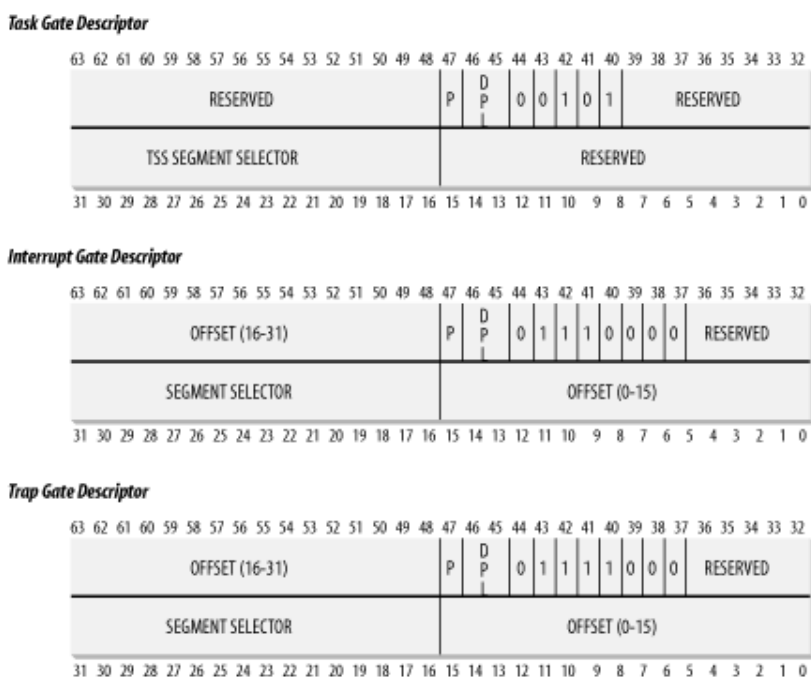 Task Gate Descriptor
63 62 61 60 59 58 57 56 55 54 53 52 51 50 49 48 47 46 45 44 43 42 41 40 39 38 37 36 35 34 33 32
RESERVED P DPL 0 0 1 0 1 RESERVED
TSS SEGMENT SELECTOR RESERVED
31 30 29 28 27 26 25 24 23 22 21 20 19 18 17 16 15 14 13 12 11 10 9 8 7 6 5 4 3 2 1 0
Interrupt Gate Descriptor
63 62 61 60 59 58 57 56 55 54 53 52 51 50 49 48 47 46 45 44 43 42 41 40 39 38 37 36 35 34 33 32
OFFSET (16-31) P DPL 0 1 1 1 0 0 0 0 RESERVED
SEGMENT SELECTOR OFFSET (0-15)
31 30 29 28 27 26 25 24 23 22 21 20 19 18 17 16 15 14 13 12 11 10 9 8 7 6 5 4 3 2 1 0
Trap Gate Descriptor
63 62 61 60 59 58 57 56 55 54 53 52 51 50 49 48 47 46 45 44 43 42 41 40 39 38 37 36 35 34 33 32
OFFSET (16-31) P DPL 0 1 1 1 1 0 0 0 RESERVED
SEGMENT SELECTOR OFFSET (0-15)
31 30 29 28 27 26 25 24 23 22 21 20 19 18 17 16 15 14 13 12 11 10 9 8 7 6 5 4 3 2 1 0